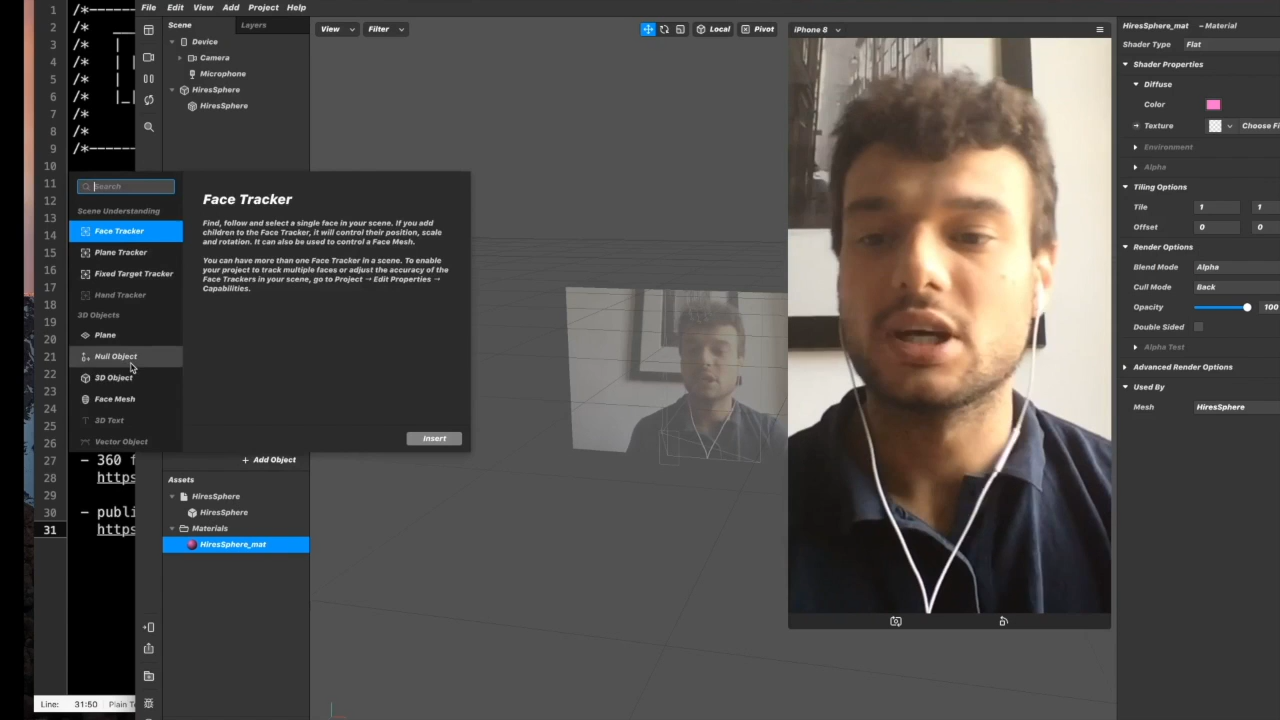 File Edit View Add Project Help
1 /*
2 /*
3 /*
4 /*
5 /*
6 /*
7 /*
8 /*
9 /*
10
11
12
13
14
15
16
17
18
19
20
21
22
23
24
25
26
27 – 360 f
28 https
29
30 – publi
31 https
Line: 31:50 Plain
Scene Layers
Device
Camera
Microphone
HiresSphere
HiresSphere
Search
Scene Understanding
Face Tracker
Plane Tracker
Fixed Target Tracker
Hand Tracker
3D Objects
Plane
Null Object
3D Object
Face Mesh
3D Text
Vector Object
Face Tracker
Find, follow and select a single face in your scene. If you add
children to the Face Tracker, it will control their position, scale
and rotation. It can also be used to control a Face Mesh.
You can have more than one Face Tracker in a scene. To enable
your project to track multiple faces or adjust the accuracy of the
Face Trackers in your scene, go to Project → Edit Properties →
Capabilities.
Insert
+ Add Object
Assets
HiresSphere
HiresSphere
Materials
HiresSphere_mat
View Filter
Local Pivot
iPhone 8
HiresSphere_mat – Material
Shader Type Flat
Shader Properties
Diffuse
Color
Texture Choose
Environment
Alpha
Tiling Options
Tile 1 1
Offset 0 0
Render Options
Blend Mode Alpha
Cull Mode Back
Opacity 100
Double Sided
Alpha Test
Advanced Render Options
Used By
Mesh HiresSphere